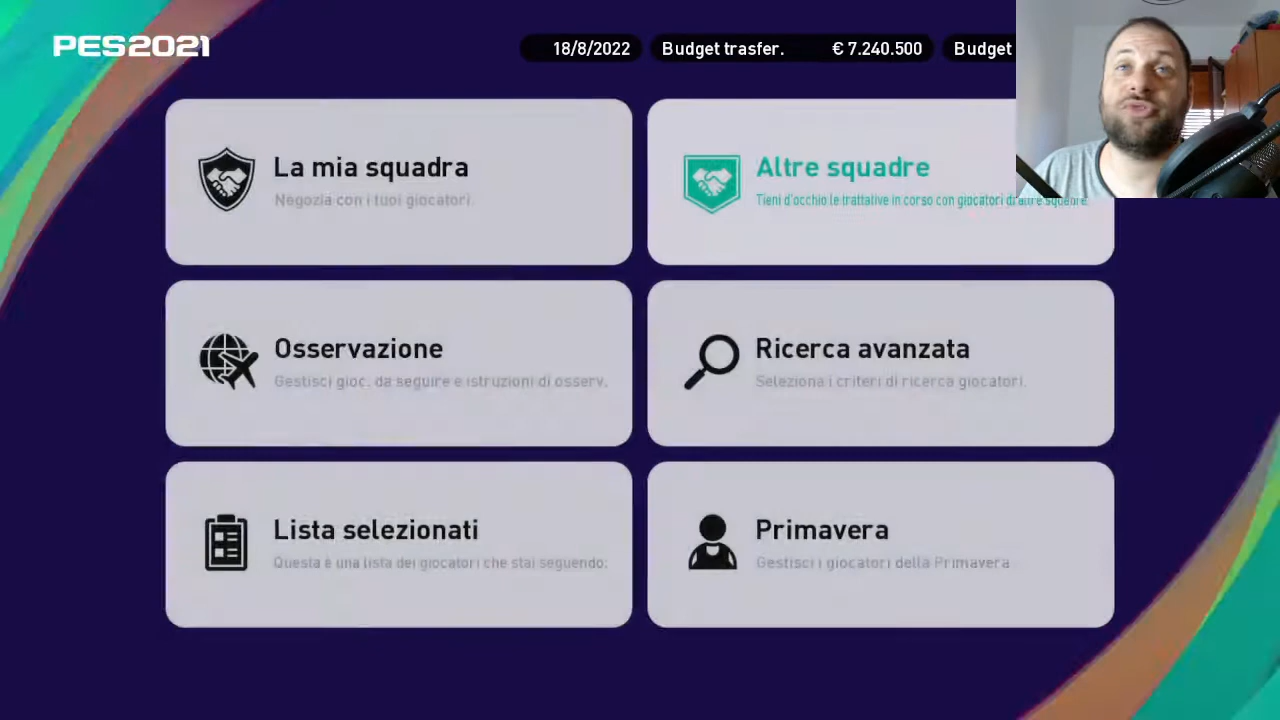 PES2021
18/8/2022 Budget trasfer. € 7.240.500 Budget
La mia squadra
Negozia con i tuoi giocatori.
Altre squadre
Tieni d'occhio le trattative in corso con giocatori di altre squadre.
Osservazione
Gestisci gioc. da seguire e istruzioni di osserv.
Ricerca avanzata
Seleziona i criteri di ricerca giocatori.
Lista selezionati
Questa è una lista dei giocatori che stai seguendo.
Primavera
Gestisci i giocatori della Primavera